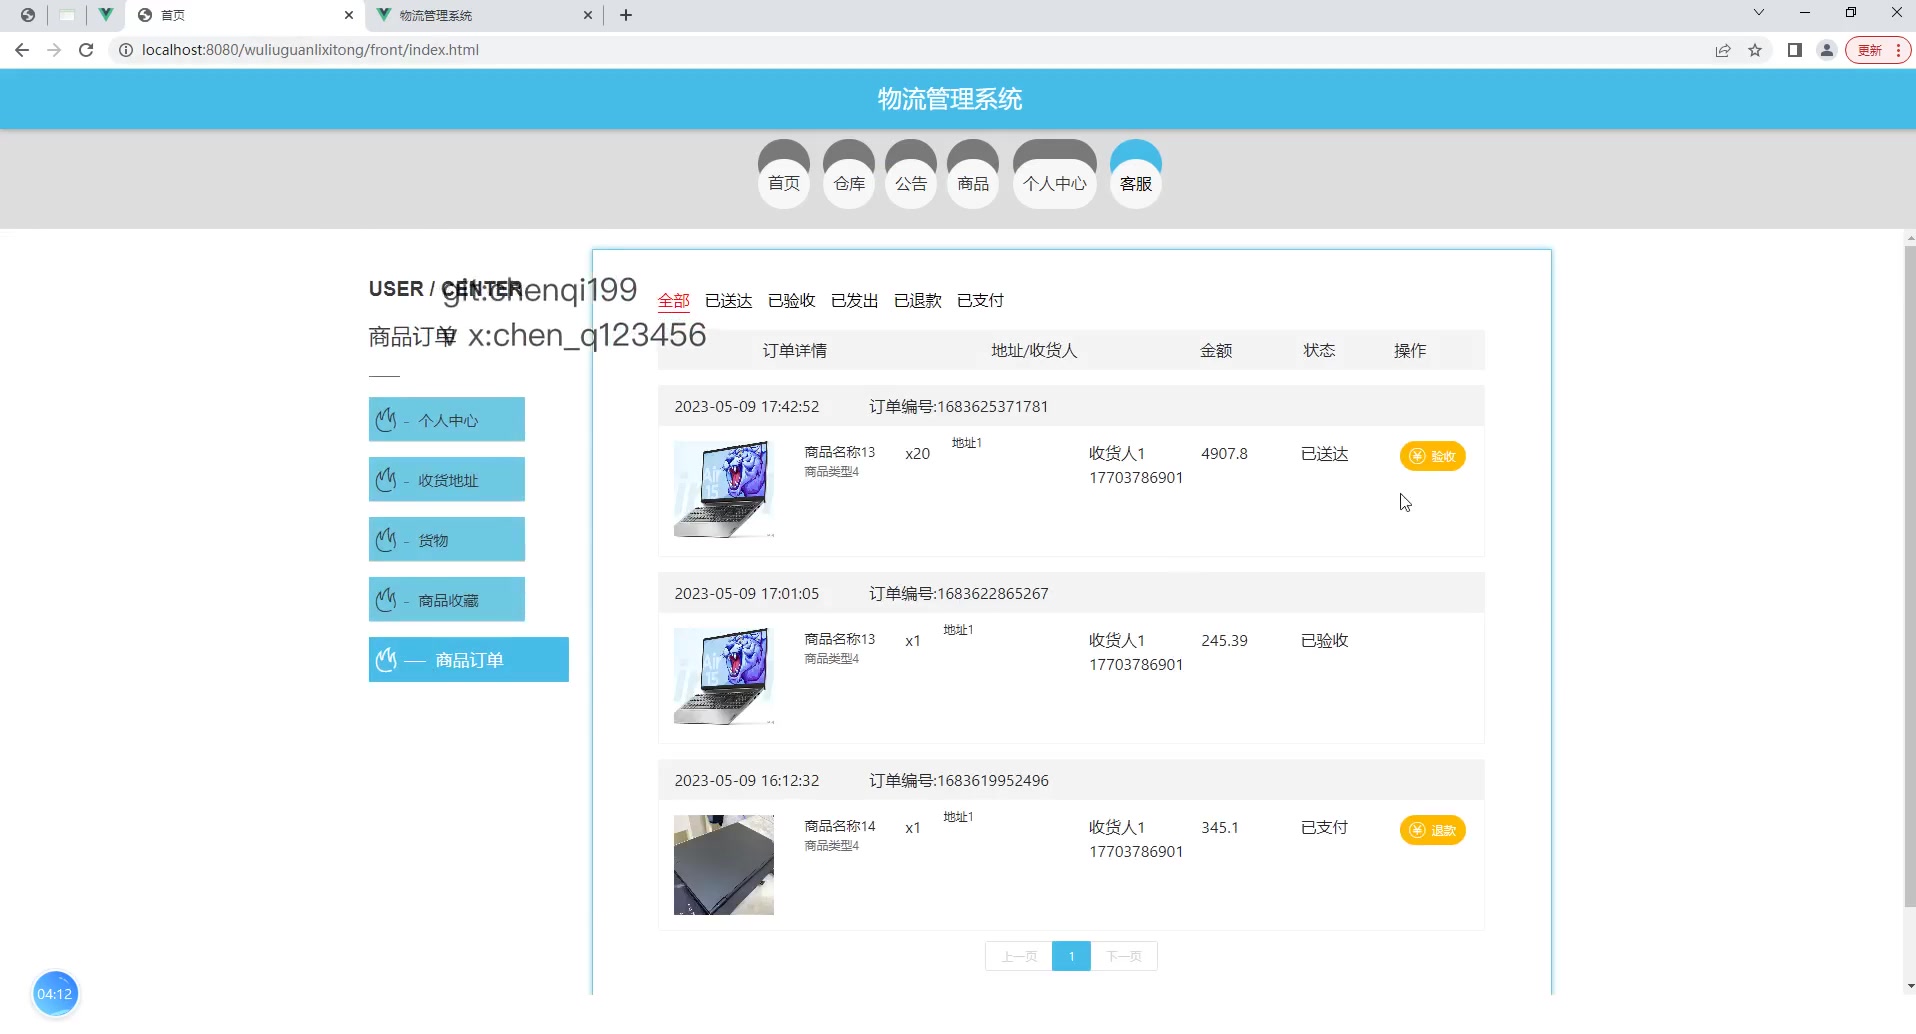 首页
物流管理系统
localhost:8080/wuliuguanlixitong/front/index.html
更新
物流管理系统
首页
仓库
公告
商品
个人中心
客服
USER / CENTER
git:chenqi199
商品订单
v x:chen_q123456
- 个人中心
- 收货地址
- 货物
- 商品收藏
— 商品订单
全部 已送达 已验收 已发出 已退款 已支付
订单详情 地址/收货人 金额 状态 操作
2023-05-09 17:42:52 订单编号:1683625371781
商品名称13 x20 地址1 收货人1 4907.8 已送达 验收
商品类型4 17703786901
2023-05-09 17:01:05 订单编号:1683622865267
商品名称13 x1 地址1 收货人1 245.39 已验收
商品类型4 17703786901
2023-05-09 16:12:32 订单编号:1683619952496
商品名称14 x1 地址1 收货人1 345.1 已支付 退款
商品类型4 17703786901
上一页 1 下一页
04:12